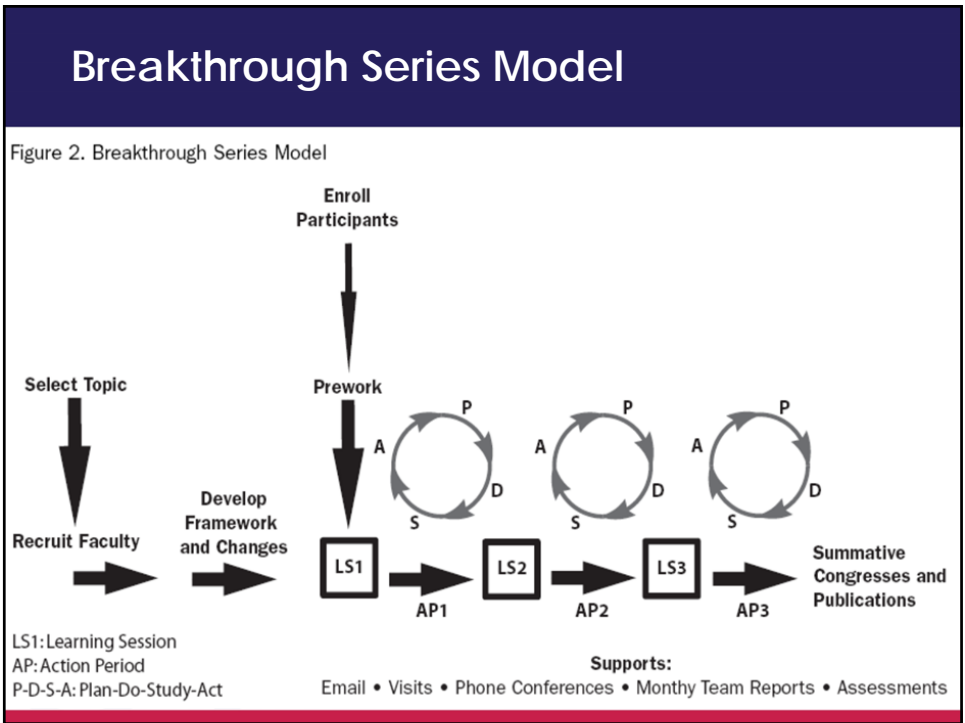 Breakthrough Series Model
Figure 2. Breakthrough Series Model
Enroll
Participants
Select Topic
Prework
P
A
D
S
P
A
D
S
P
A
D
S
Recruit Faculty
Develop
Framework
and Changes
LS1
LS2
LS3
AP1
AP2
AP3
Summative
Congresses and
Publications
LS1: Learning Session
AP: Action Period
P-D-S-A: Plan-Do-Study-Act
Supports:
Email • Visits • Phone Conferences • Monthy Team Reports • Assessments